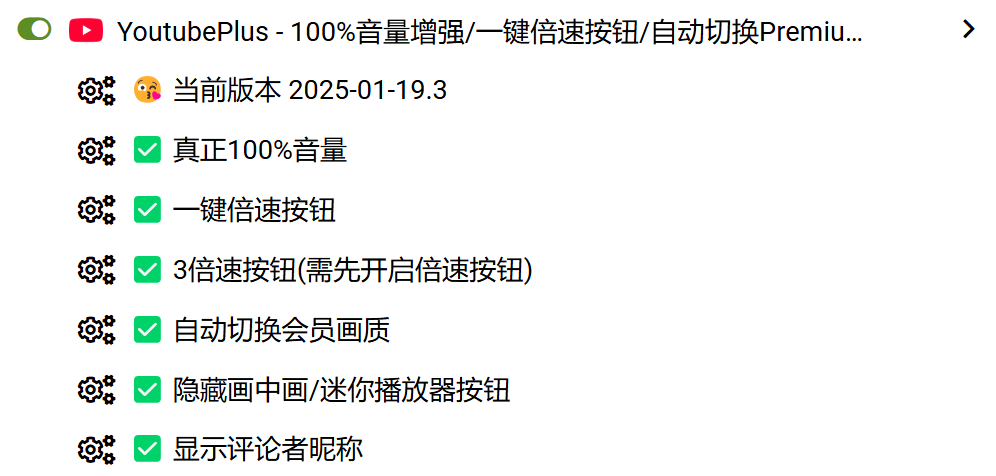 YoutubePlus - 100%音量增强/一键倍速按钮/自动切换Premiu...
当前版本 2025-01-19.3
真正100%音量
一键倍速按钮
3倍速按钮(需先开启倍速按钮)
自动切换会员画质
隐藏画中画/迷你播放器按钮
显示评论者昵称